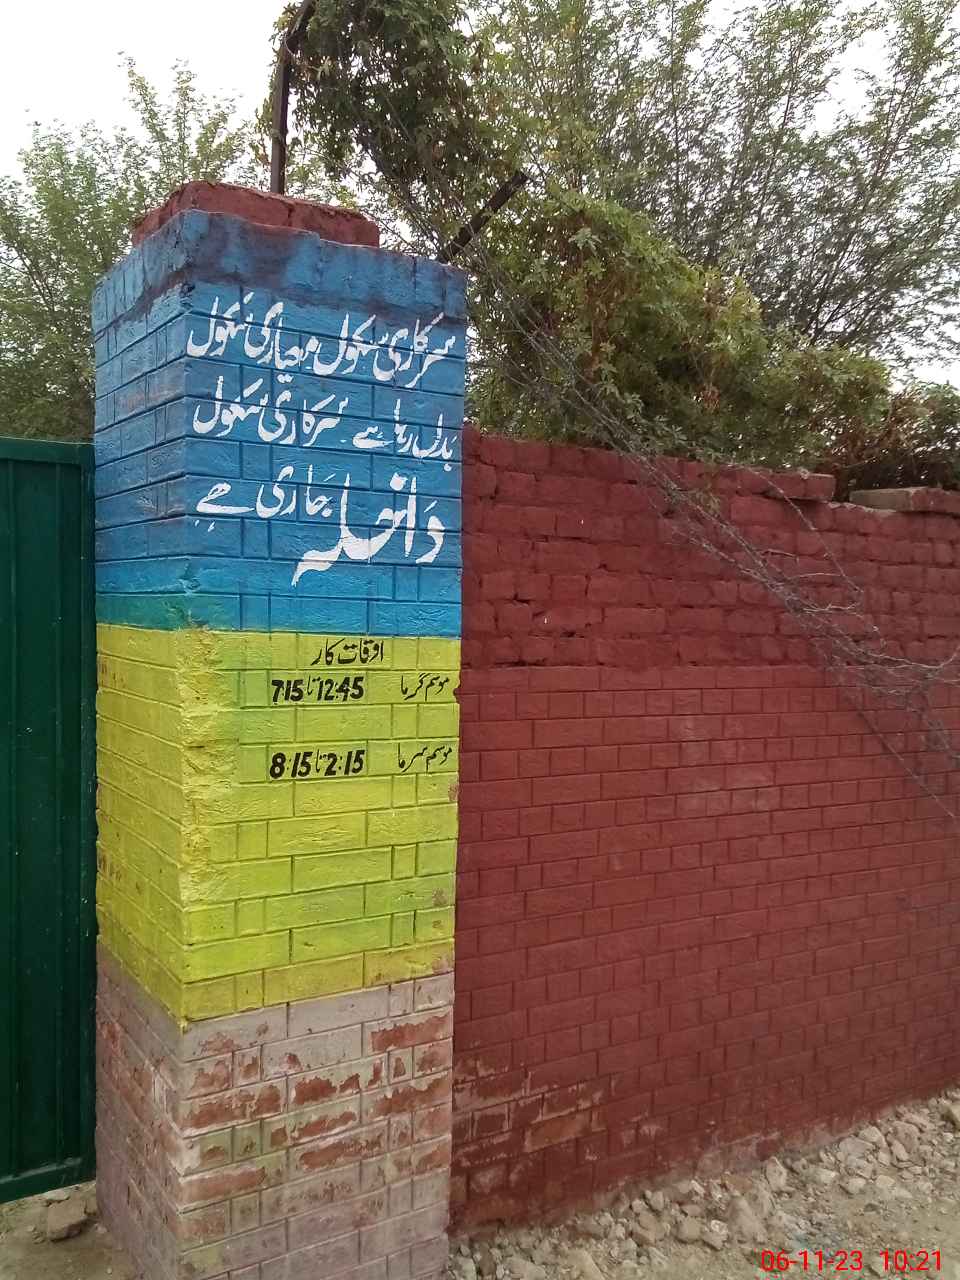 سرکاری سکول معیاری سکول
بدل رہا ہے سرکاری سکول
داخلہ جاری ہے
اوقات کار
موسم گرما 7:15 تا 12:45
موسم سرما 8:15 تا 2:15
06-11-23 10:21